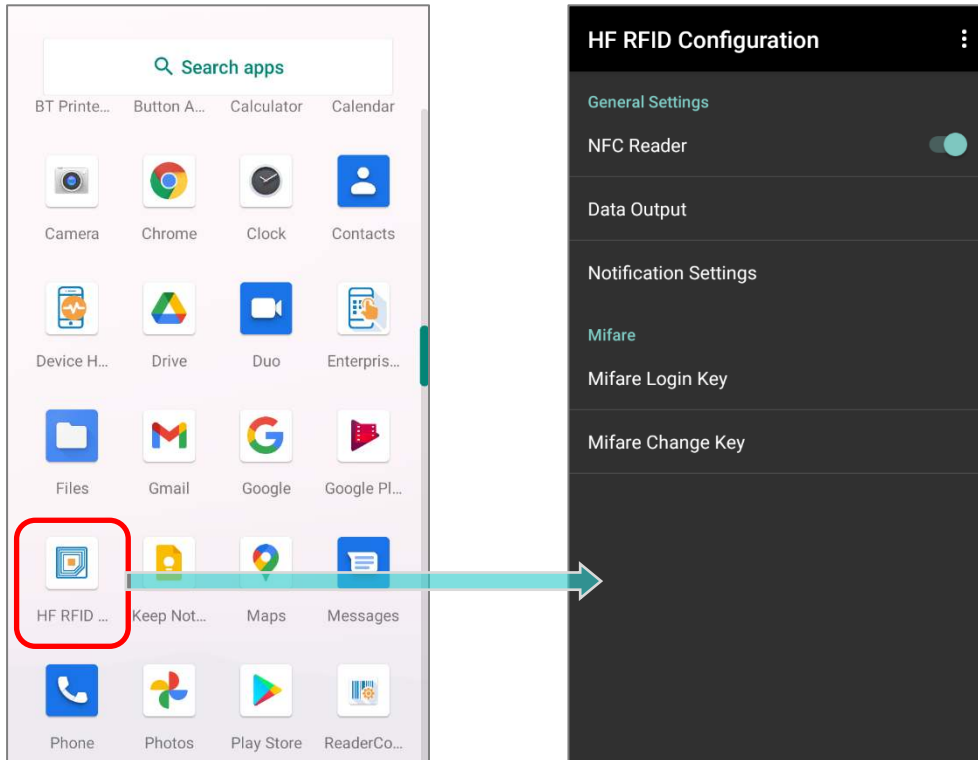 Search apps
BT Printe... Button A... Calculator Calendar
Camera Chrome Clock Contacts
Device H... Drive Duo Enterpris...
Files Gmail Google Google Pl...
HF RFID ... Keep Not... Maps Messages
Phone Photos Play Store ReaderCo...
HF RFID Configuration
General Settings
NFC Reader
Data Output
Notification Settings
Mifare
Mifare Login Key
Mifare Change Key